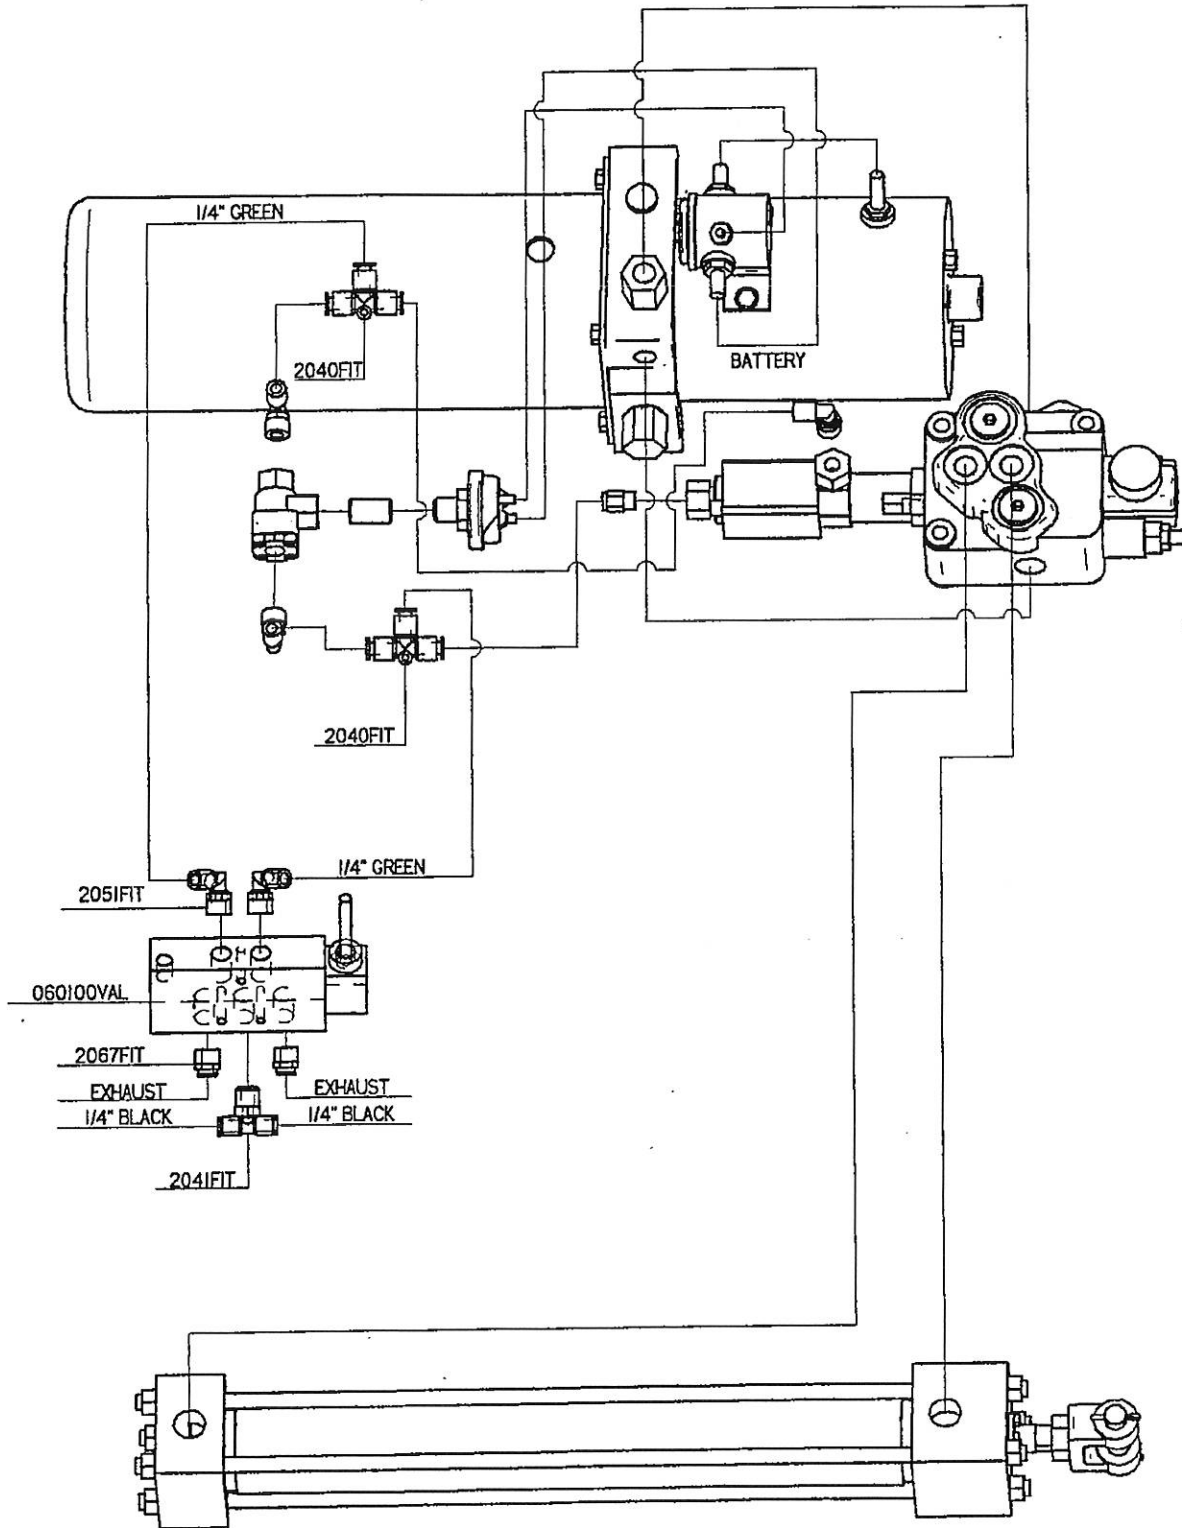 1/4" GREEN
2040FIT
BATTERY
2040FIT
1/4" GREEN
2051FIT
060100VAL
2067FIT
EXHAUST
EXHAUST
1/4" BLACK
1/4" BLACK
2041FIT